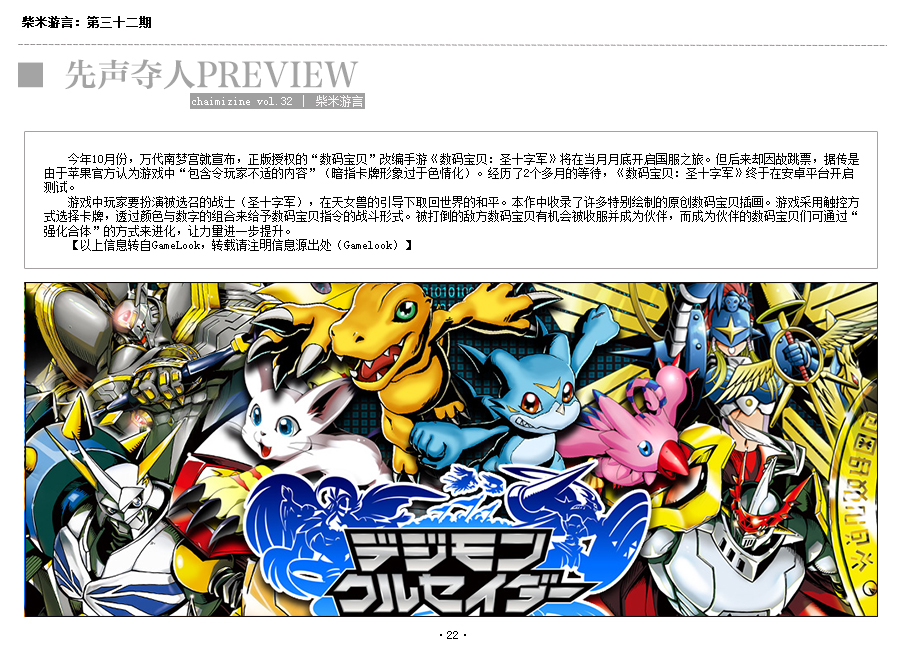 柴米游言：第三十二期
先声夺人PREVIEW
chaimizine vol.32 | 柴米游言
今年10月份，万代南梦宫就宣布，正版授权的“数码宝贝”改编手游《数码宝贝：圣十字军》将在当月月底开启国服之旅。但后来却因故跳票，据传是
由于苹果官方认为游戏中“包含令玩家不适的内容”（暗指卡牌形象过于色情化）。经历了2个多月的等待，《数码宝贝：圣十字军》终于在安卓平台开启
测试。
游戏中玩家要扮演被选召的战士（圣十字军），在天女兽的引导下取回世界的和平。本作中收录了许多特别绘制的原创数码宝贝插画。游戏采用触控方
式选择卡牌，透过颜色与数字的组合来给予数码宝贝指令的战斗形式。被打倒的敌方数码宝贝有机会被收服并成为伙伴，而成为伙伴的数码宝贝们可通过“
强化合体”的方式来进化，让力量进一步提升。
【以上信息转自GameLook，转载请注明信息源出处（Gamelook）】
デジモン
クルセイダー
·22·